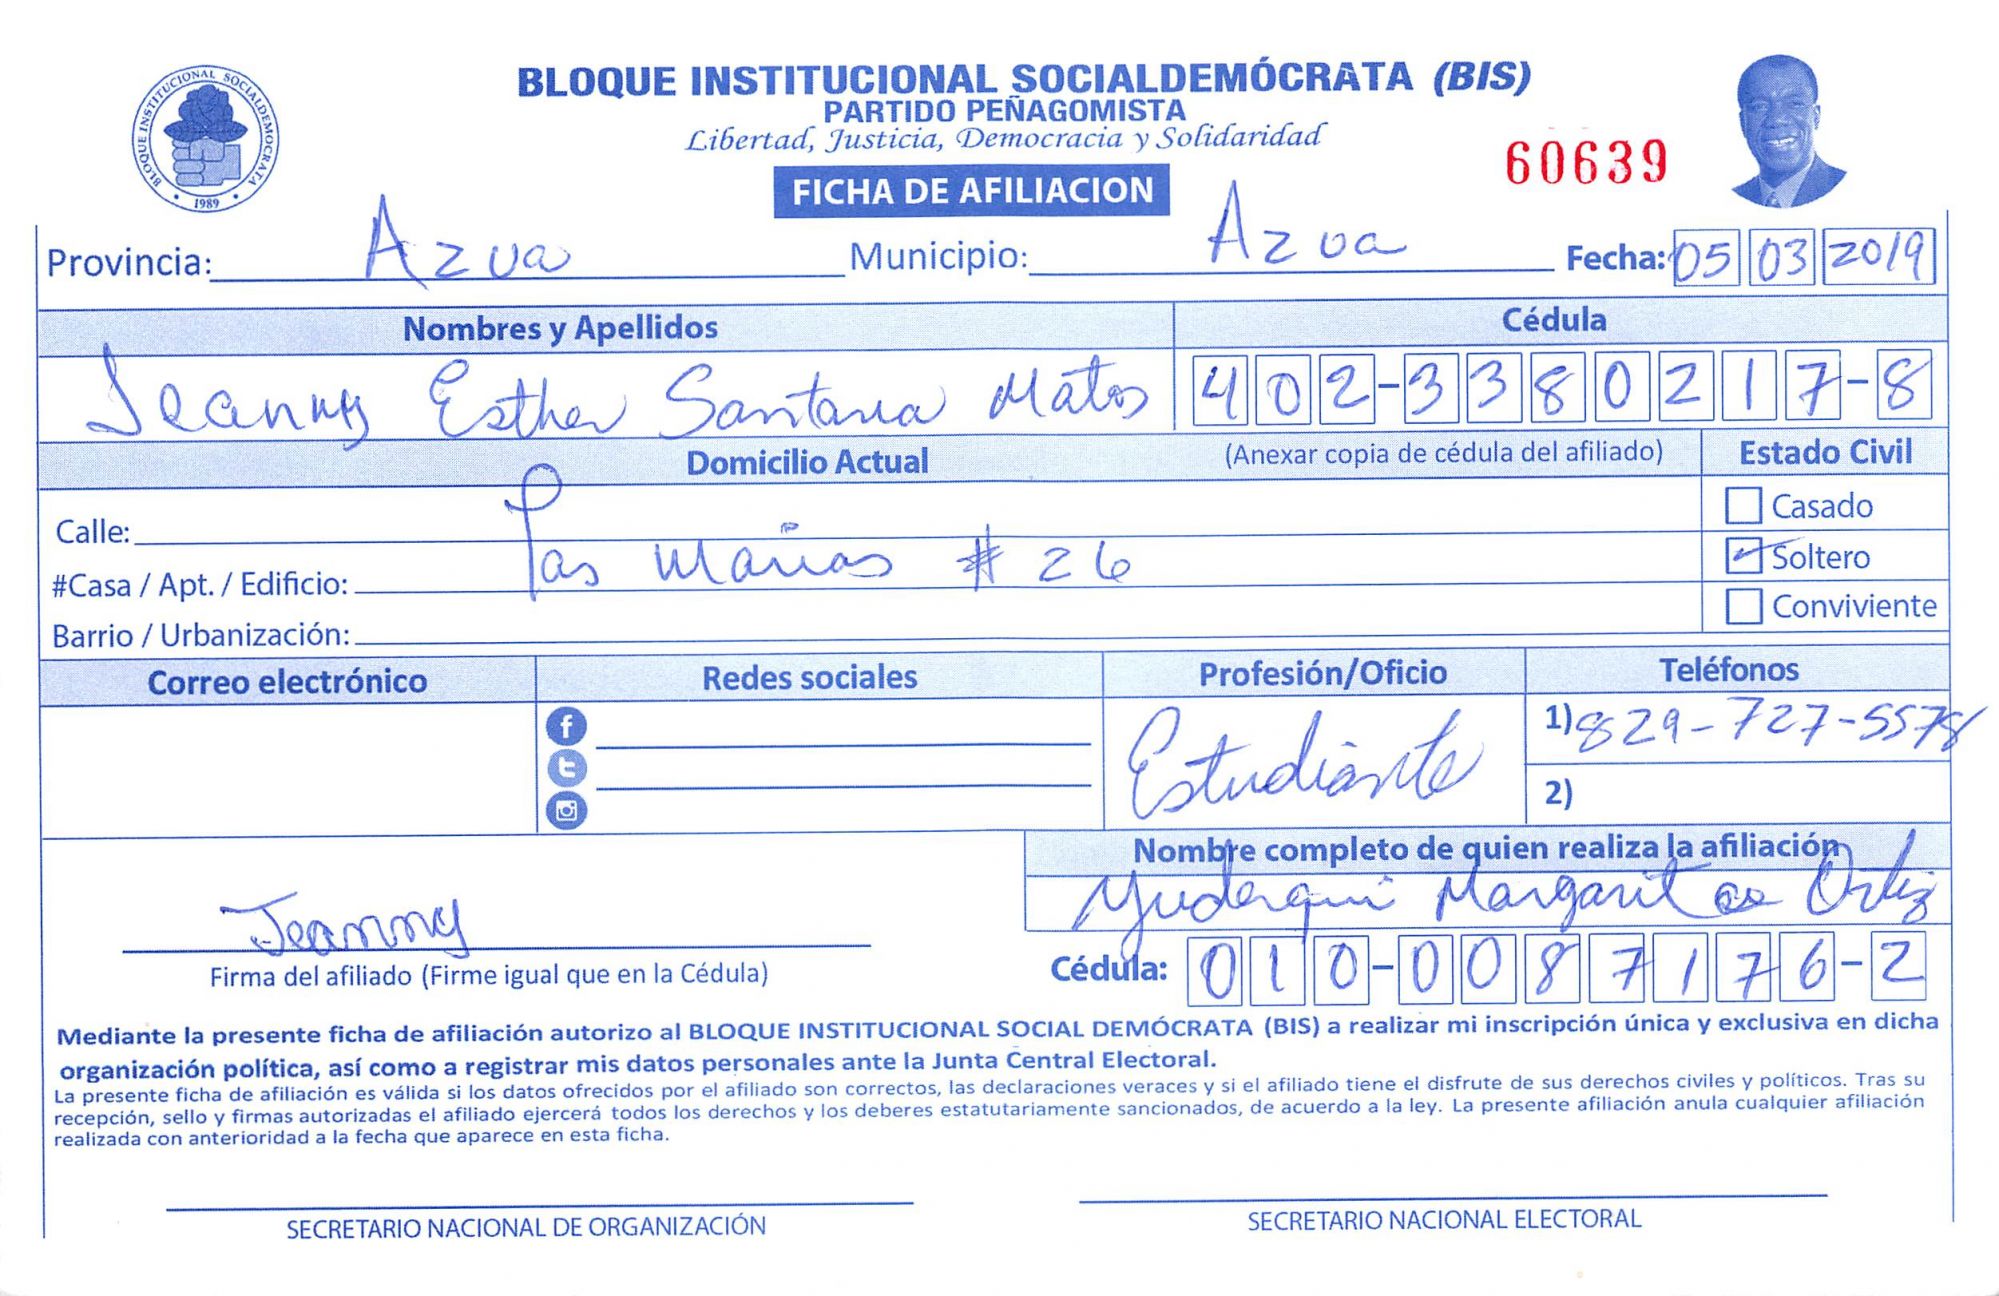 BLOQUE INSTITUCIONAL SOCIALDEMOCRATA
1989
BLOQUE INSTITUCIONAL SOCIALDEMÓCRATA (BIS)
PARTIDO PEÑAGOMISTA
Libertad, Justicia, Democracia y Solidaridad
60639
FICHA DE AFILIACION
Provincia: Azua Municipio: Azua Fecha: 05 03 2019
Nombres y Apellidos Cédula
Jeanny Esther Santana Matos 402-3380217-8
Domicilio Actual (Anexar copia de cédula del afiliado) Estado Civil
Casado
Calle: Las Marias # 26
Soltero
#Casa / Apt. / Edificio:
Conviviente
Barrio / Urbanización:
Correo electrónico Redes sociales Profesión/Oficio Teléfonos
Estudiante 1) 829-727-5578
2)
Nombre completo de quien realiza la afiliación
Yuderqui Margarita Ortiz
Jeanny
Firma del afiliado (Firme igual que en la Cédula) Cédula: 010-0087176-2
Mediante la presente ficha de afiliación autorizo al BLOQUE INSTITUCIONAL SOCIAL DEMÓCRATA (BIS) a realizar mi inscripción única y exclusiva en dicha
organización política, así como a registrar mis datos personales ante la Junta Central Electoral.
La presente ficha de afiliación es válida si los datos ofrecidos por el afiliado son correctos, las declaraciones veraces y si el afiliado tiene el disfrute de sus derechos civiles y políticos. Tras su
recepción, sello y firmas autorizadas el afiliado ejercerá todos los derechos y los deberes estatutariamente sancionados, de acuerdo a la ley. La presente afiliación anula cualquier afiliación
realizada con anterioridad a la fecha que aparece en esta ficha.
SECRETARIO NACIONAL DE ORGANIZACIÓN SECRETARIO NACIONAL ELECTORAL